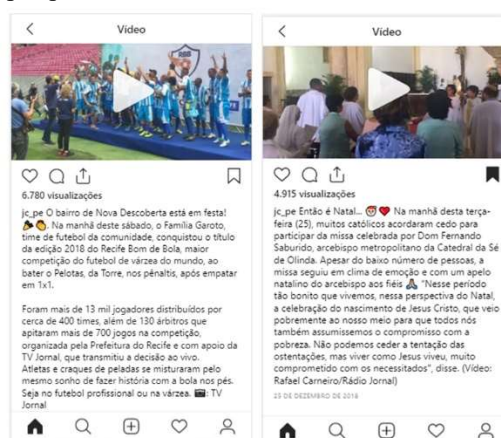 Vídeo
6.780 visualizações
jc_pe O bairro de Nova Descoberta está em festa!
🎉👏. Na manhã deste sábado, o Família Garoto,
time de futebol da comunidade, conquistou o título
da edição 2018 do Recife Bom de Bola, maior
competição do futebol de várzea do mundo, ao
bater o Pelotas, da Torre, nos pênaltis, após empatar
em 1x1.
Foram mais de 13 mil jogadores distribuídos por
cerca de 400 times, além de 130 árbitros que
apitaram mais de 700 jogos na competição,
organizada pela Prefeitura do Recife e com apoio da
TV Jornal, que transmitiu a decisão ao vivo.
Atletas e craques de peladas se misturaram pelo
mesmo sonho de fazer história com a bola nos pés.
Seja no futebol profissional ou na várzea. 📷: TV
Jornal
Vídeo
4.915 visualizações
jc_pe Então é Natal... 🎅❤️ Na manhã desta terça-
feira (25), muitos católicos acordaram cedo para
participar da missa celebrada por Dom Fernando
Saburido, arcebispo metropolitano da Catedral da Sé
de Olinda. Apesar do baixo número de pessoas, a
missa seguiu em clima de emoção e com um apelo
natalino do arcebispo aos fiéis 🙏 "Nesse período
tão bonito que vivemos, nessa perspectiva do Natal,
a celebração do nascimento de Jesus Cristo, que veio
pobremente ao nosso meio para que todos nós
também assumíssemos o compromisso com a
pobreza. Não podemos ceder a tentação das
ostentações, mas viver como Jesus viveu, muito
comprometido com os necessitados", disse. (Vídeo:
Rafael Carneiro/Rádio Jornal)
25 DE DEZEMBRO DE 2018